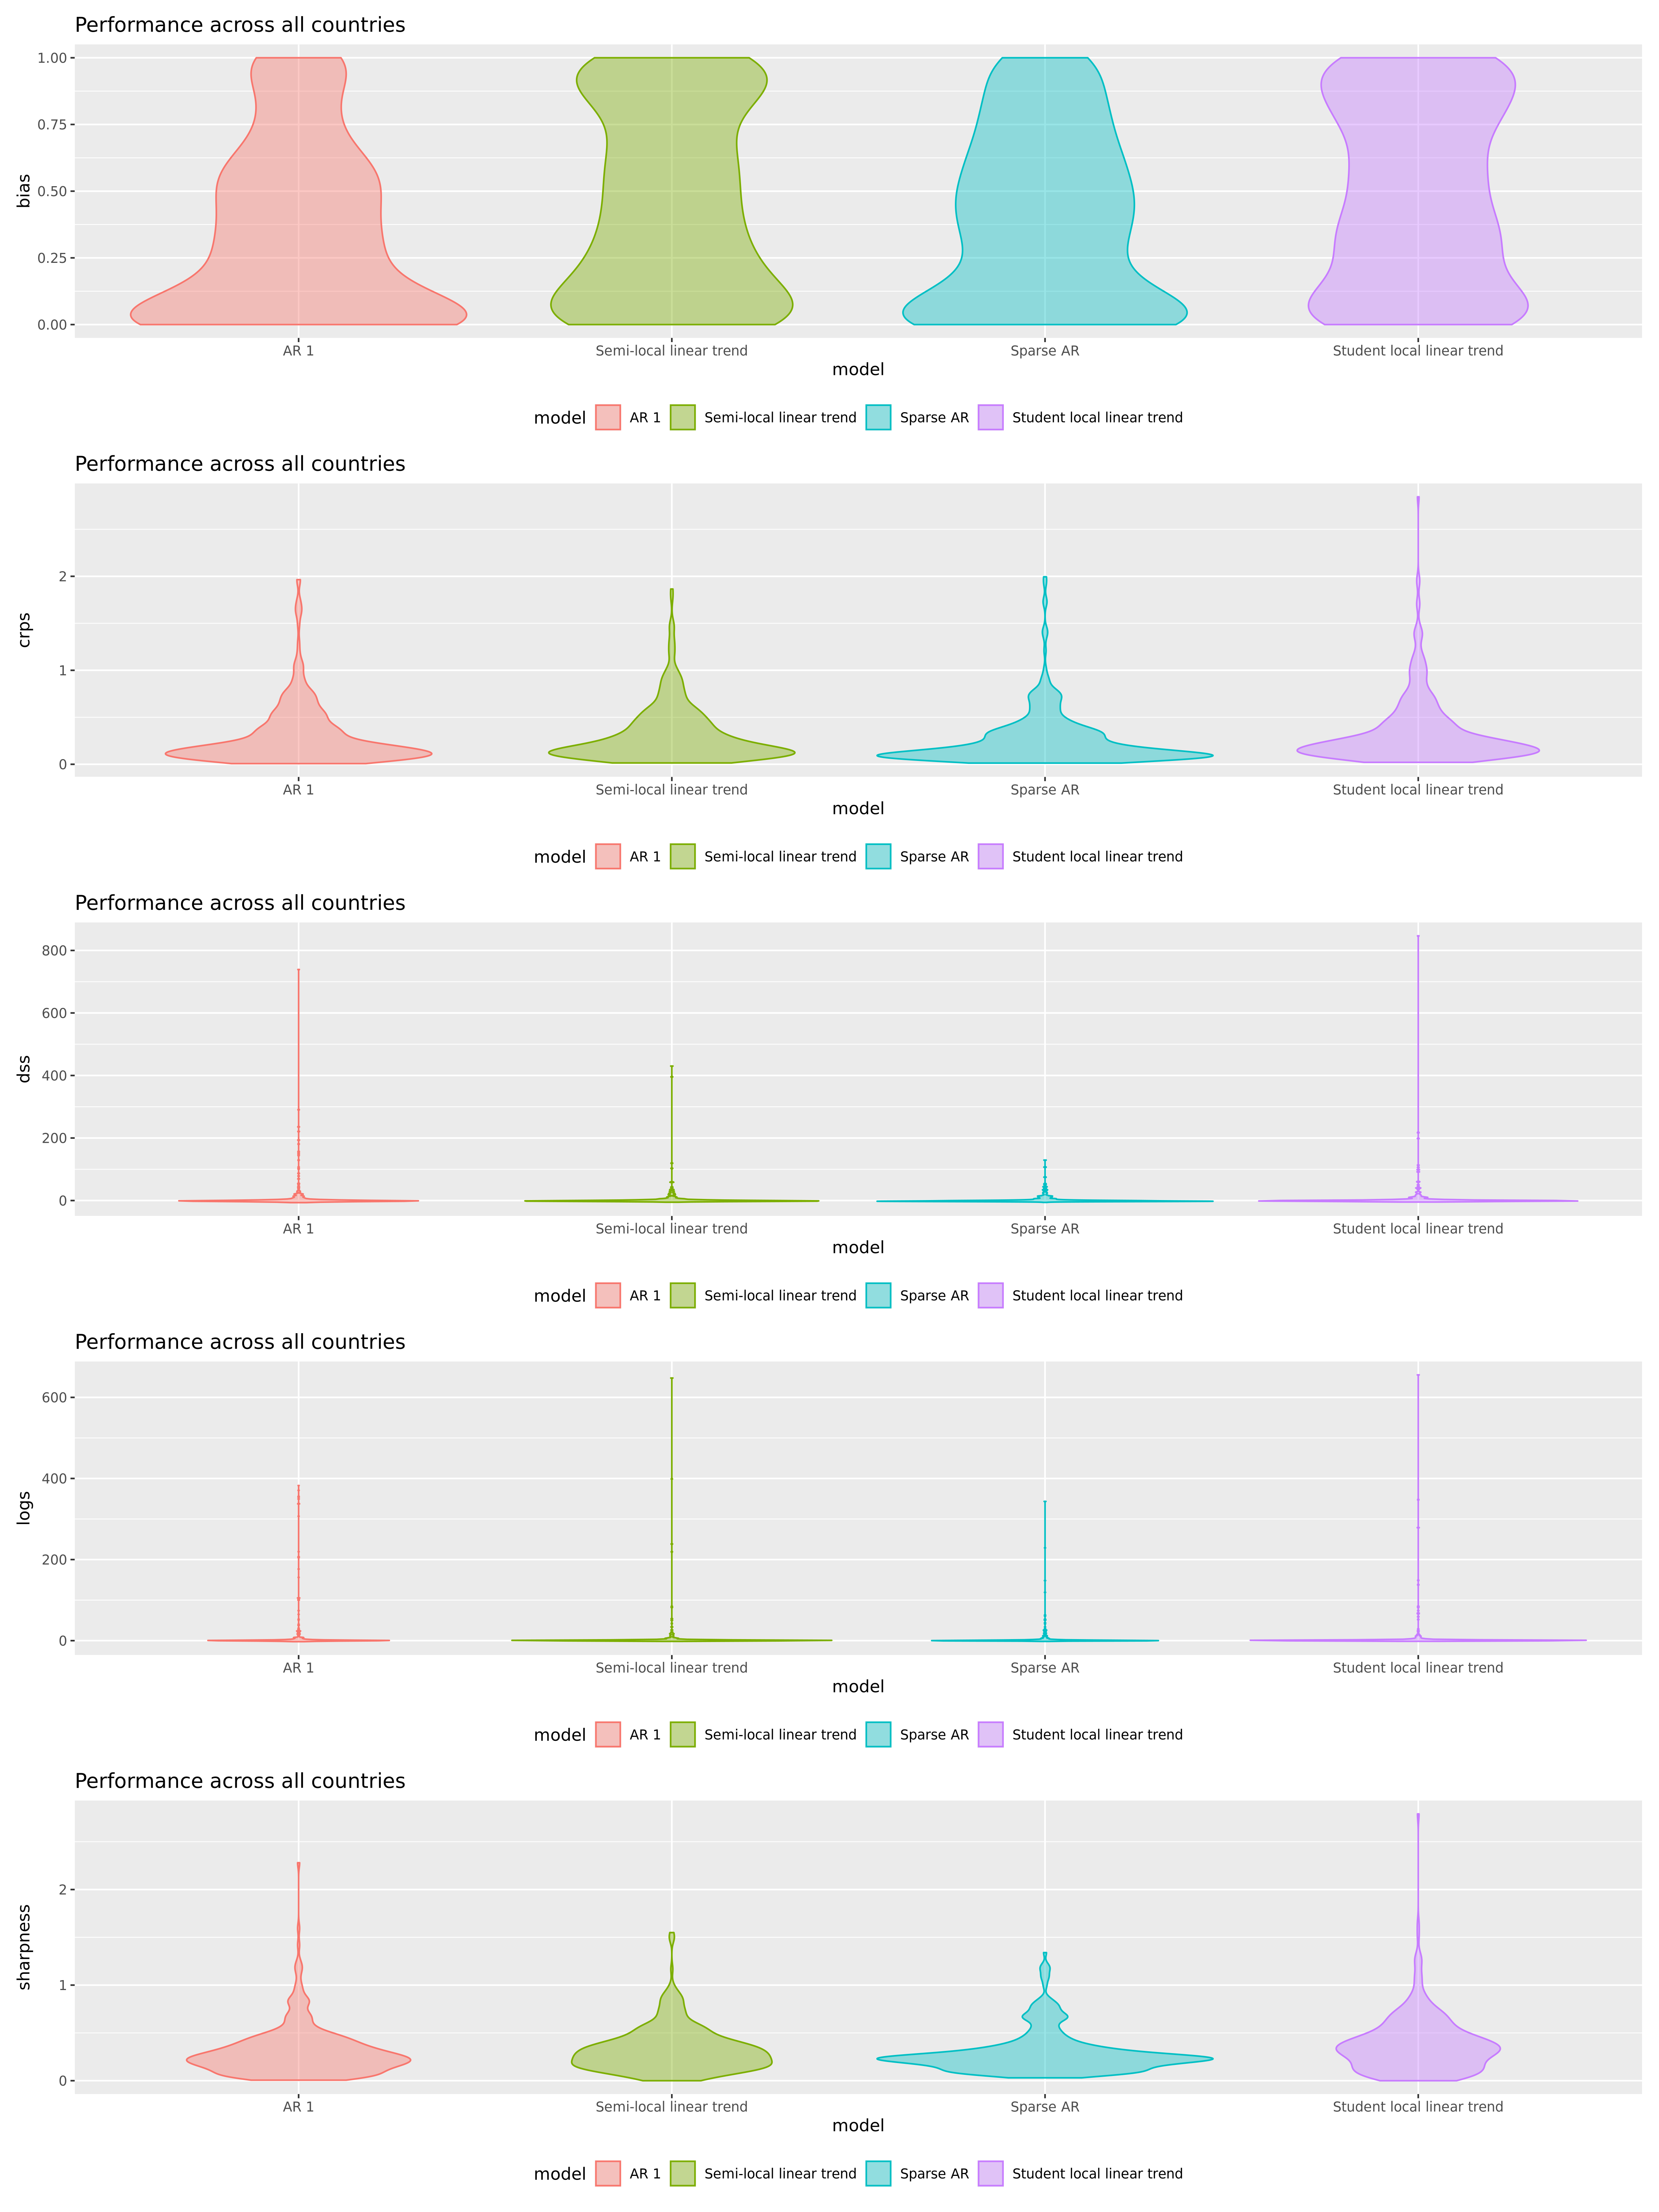 Performance across all countries
1.00
0.75
0.50
0.25
0.00
bias
AR 1 Semi-local linear trend Sparse AR Student local linear trend
model
model AR 1 Semi-local linear trend Sparse AR Student local linear trend
Performance across all countries
2
1
0
crps
AR 1 Semi-local linear trend Sparse AR Student local linear trend
model
model AR 1 Semi-local linear trend Sparse AR Student local linear trend
Performance across all countries
800
600
400
200
0
dss
AR 1 Semi-local linear trend Sparse AR Student local linear trend
model
model AR 1 Semi-local linear trend Sparse AR Student local linear trend
Performance across all countries
600
400
200
0
logs
AR 1 Semi-local linear trend Sparse AR Student local linear trend
model
model AR 1 Semi-local linear trend Sparse AR Student local linear trend
Performance across all countries
2
1
0
sharpness
AR 1 Semi-local linear trend Sparse AR Student local linear trend
model
model AR 1 Semi-local linear trend Sparse AR Student local linear trend